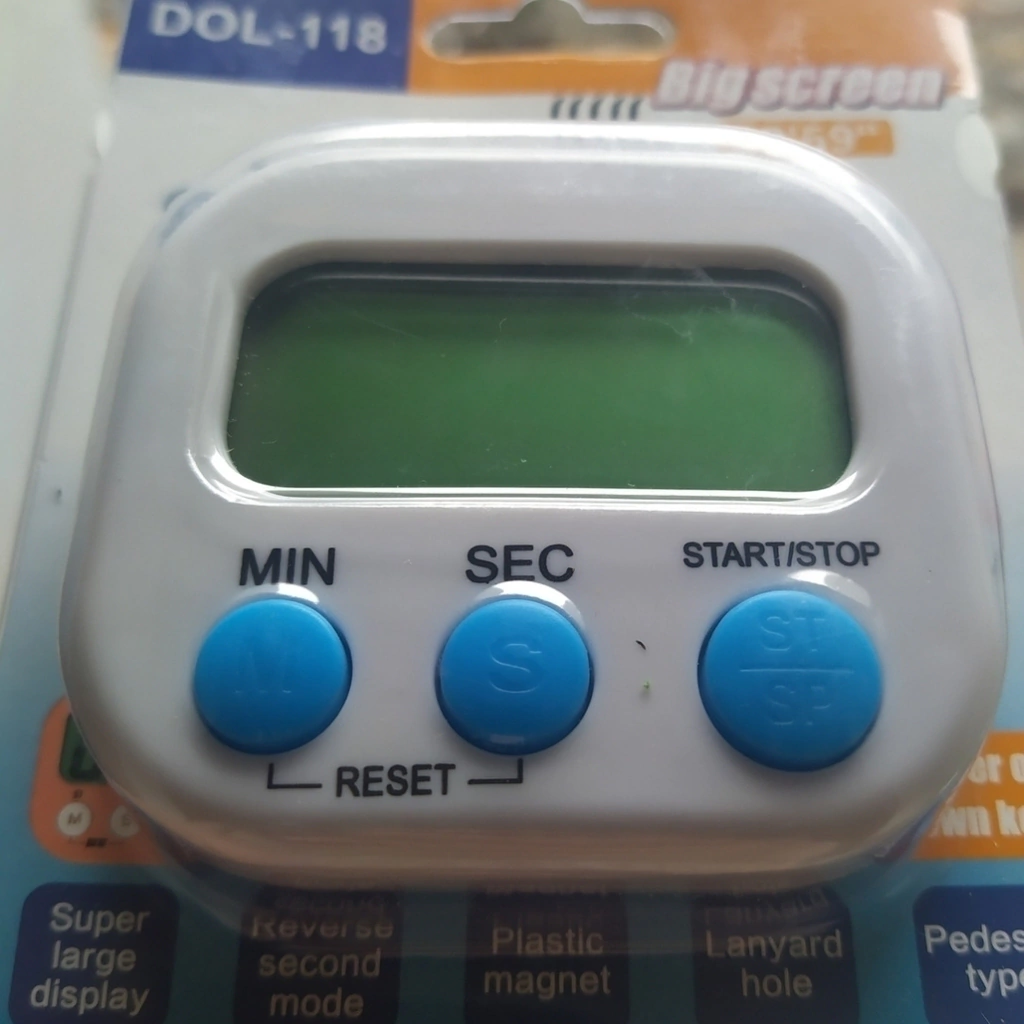 DOL-118
Big screen
MIN
SEC
START/STOP
M
S
ST
SP
RESET
M
Super
large
display
Reverse
second
mode
Plastic
magnet
Lanyard
hole